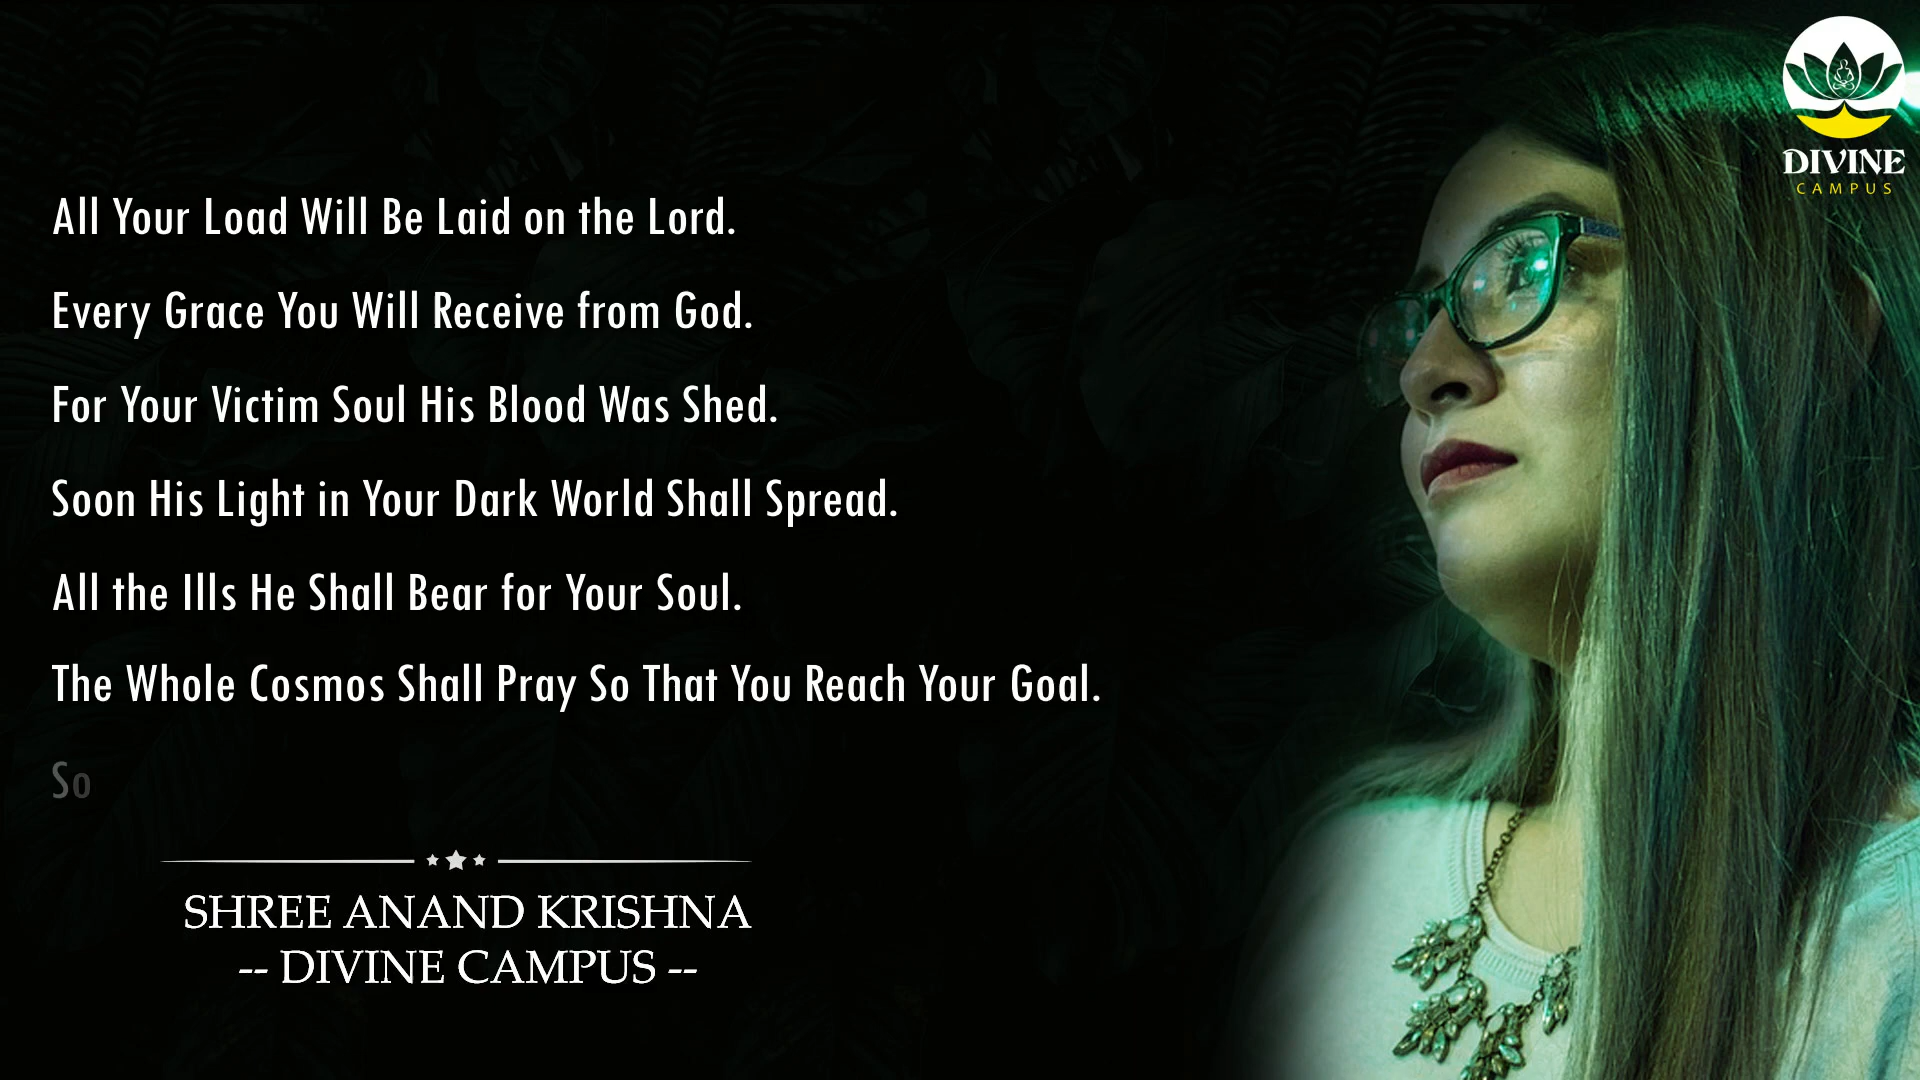 All Your Load Will Be Laid on the Lord.
Every Grace You Will Receive from God.
For Your Victim Soul His Blood Was Shed.
Soon His Light in Your Dark World Shall Spread.
All the Ills He Shall Bear for Your Soul.
The Whole Cosmos Shall Pray So That You Reach Your Goal.
So
SHREE ANAND KRISHNA
-- DIVINE CAMPUS --
DIVINE
CAMPUS